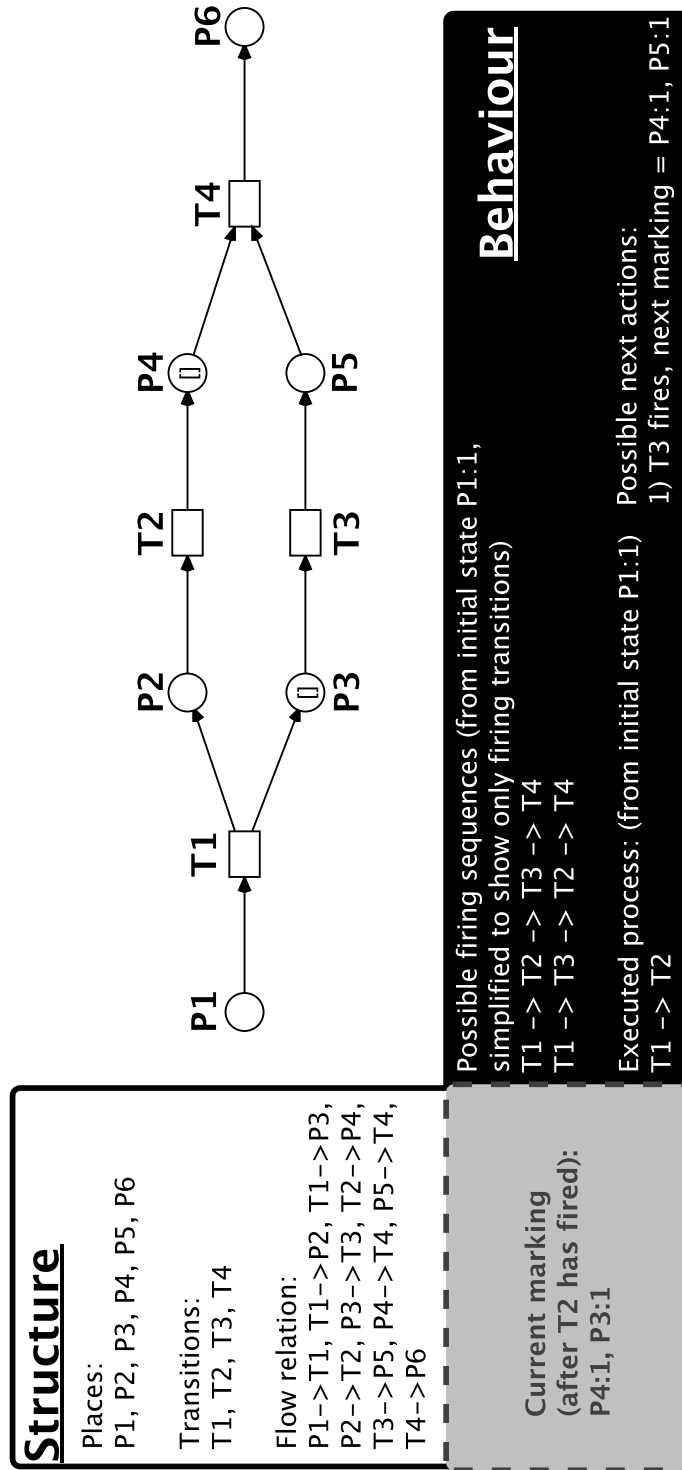 Structure
Places:
P1, P2, P3, P4, P5, P6
Transitions:
T1, T2, T3, T4
Flow relation:
P1->T1, T1->P2, T1->P3,
P2->T2, P3->T3, T2->P4,
T3->P5, P4->T4, P5->T4,
T4->P6
P1
T1
P2
P3
[]
T2
T3
P4
[]
P5
T4
P6
Current marking
(after T2 has fired):
P4:1, P3:1
Behaviour
Possible firing sequences (from initial state P1:1,
simplified to show only firing transitions)
T1 -> T2 -> T3 -> T4
T1 -> T3 -> T2 -> T4
Executed process: (from initial state P1:1)
T1 -> T2
Possible next actions:
1) T3 fires, next marking = P4:1, P5:1